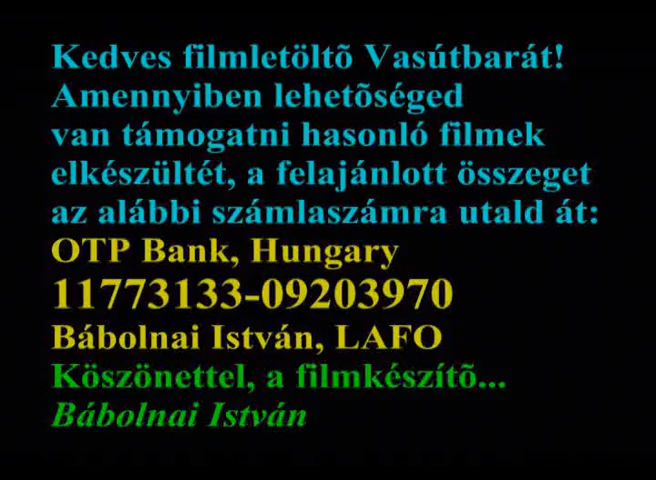 Kedves filmletöltõ Vasútbarát!
Amennyiben lehetõséged
van támogatni hasonló filmek
elkészültét, a felajánlott összeget
az alábbi számlaszámra utald át:
OTP Bank, Hungary
11773133-09203970
Bábolnai István, LAFO
Köszönettel, a filmkészítõ...
Bábolnai István